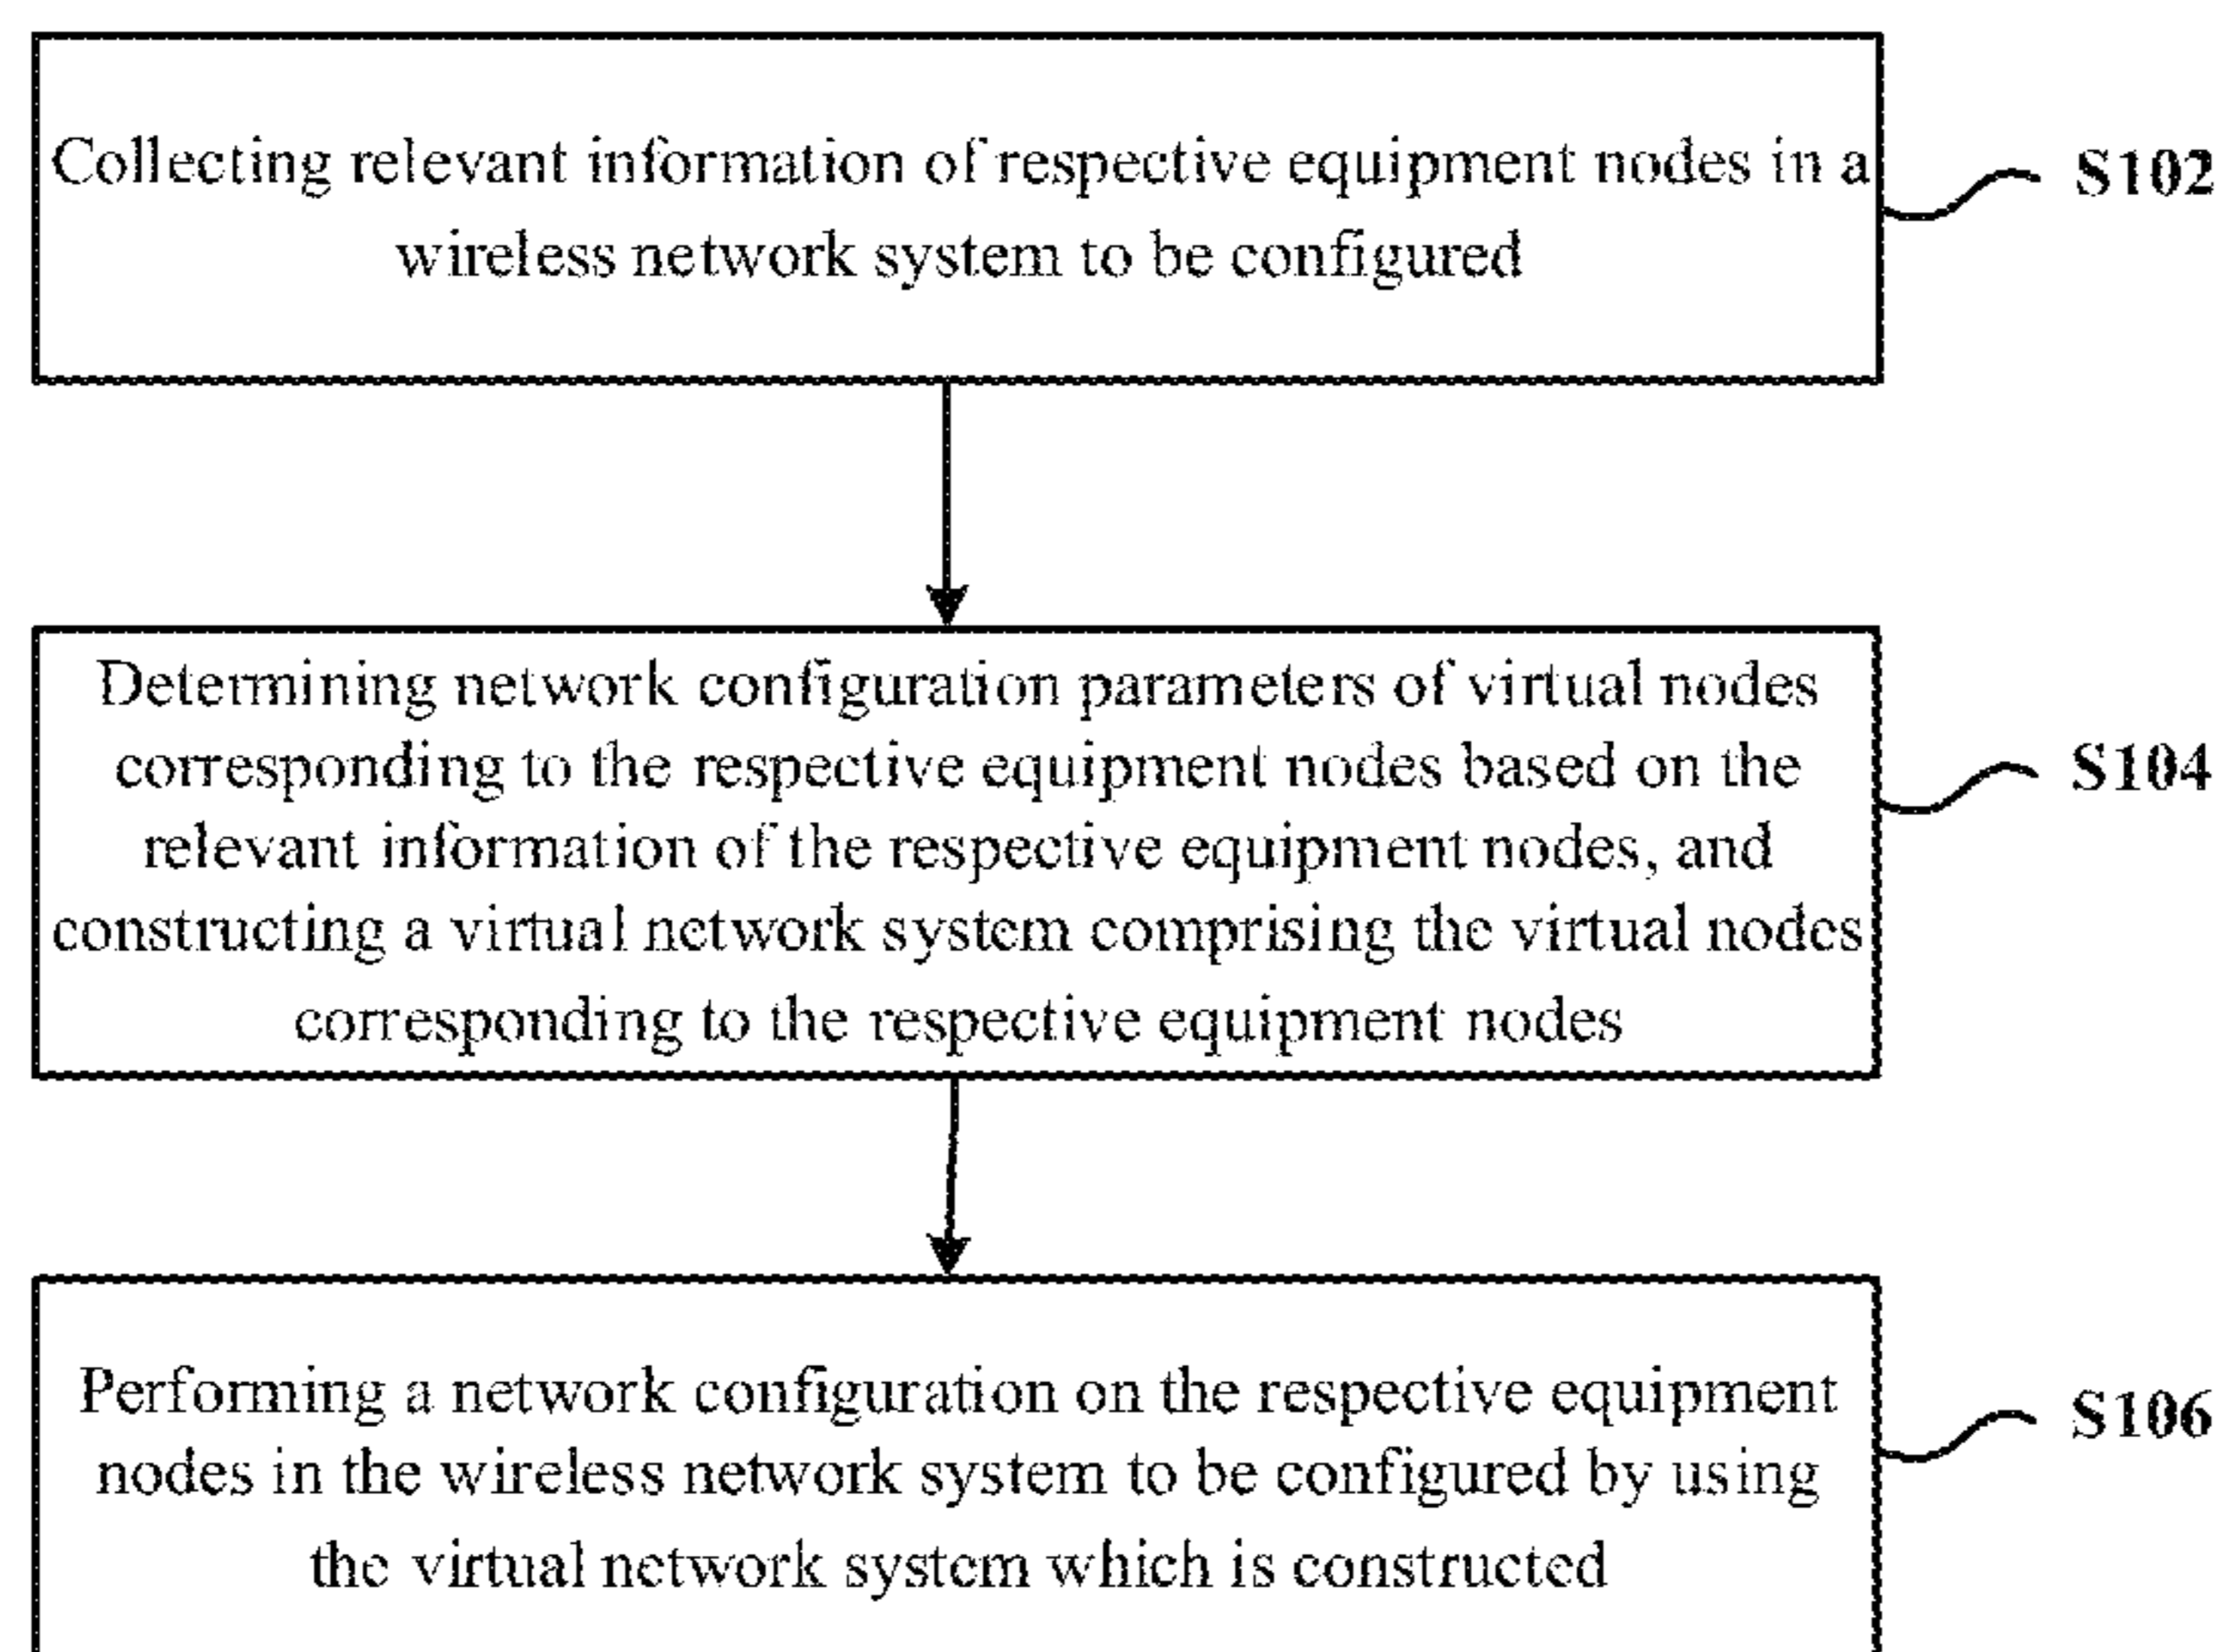 Collecting relevant information of respective equipment nodes in a
wireless network system to be configured
S102
Determining network configuration parameters of virtual nodes
corresponding to the respective equipment nodes based on the
relevant information of the respective equipment nodes, and
constructing a virtual network system comprising the virtual nodes
corresponding to the respective equipment nodes
S104
Performing a network configuration on the respective equipment
nodes in the wireless network system to be configured by using
the virtual network system which is constructed
S106